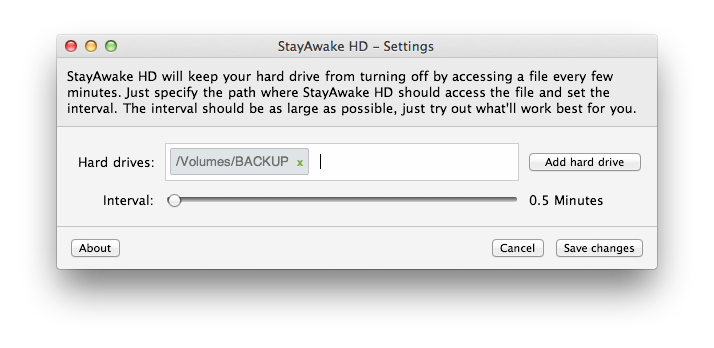 StayAwake HD – Settings
StayAwake HD will keep your hard drive from turning off by accessing a file every few
minutes. Just specify the path where StayAwake HD should access the file and set the
interval. The interval should be as large as possible, just try out what'll work best for you.
Hard drives: /Volumes/BACKUP x Add hard drive
Interval: 0.5 Minutes
About Cancel Save changes